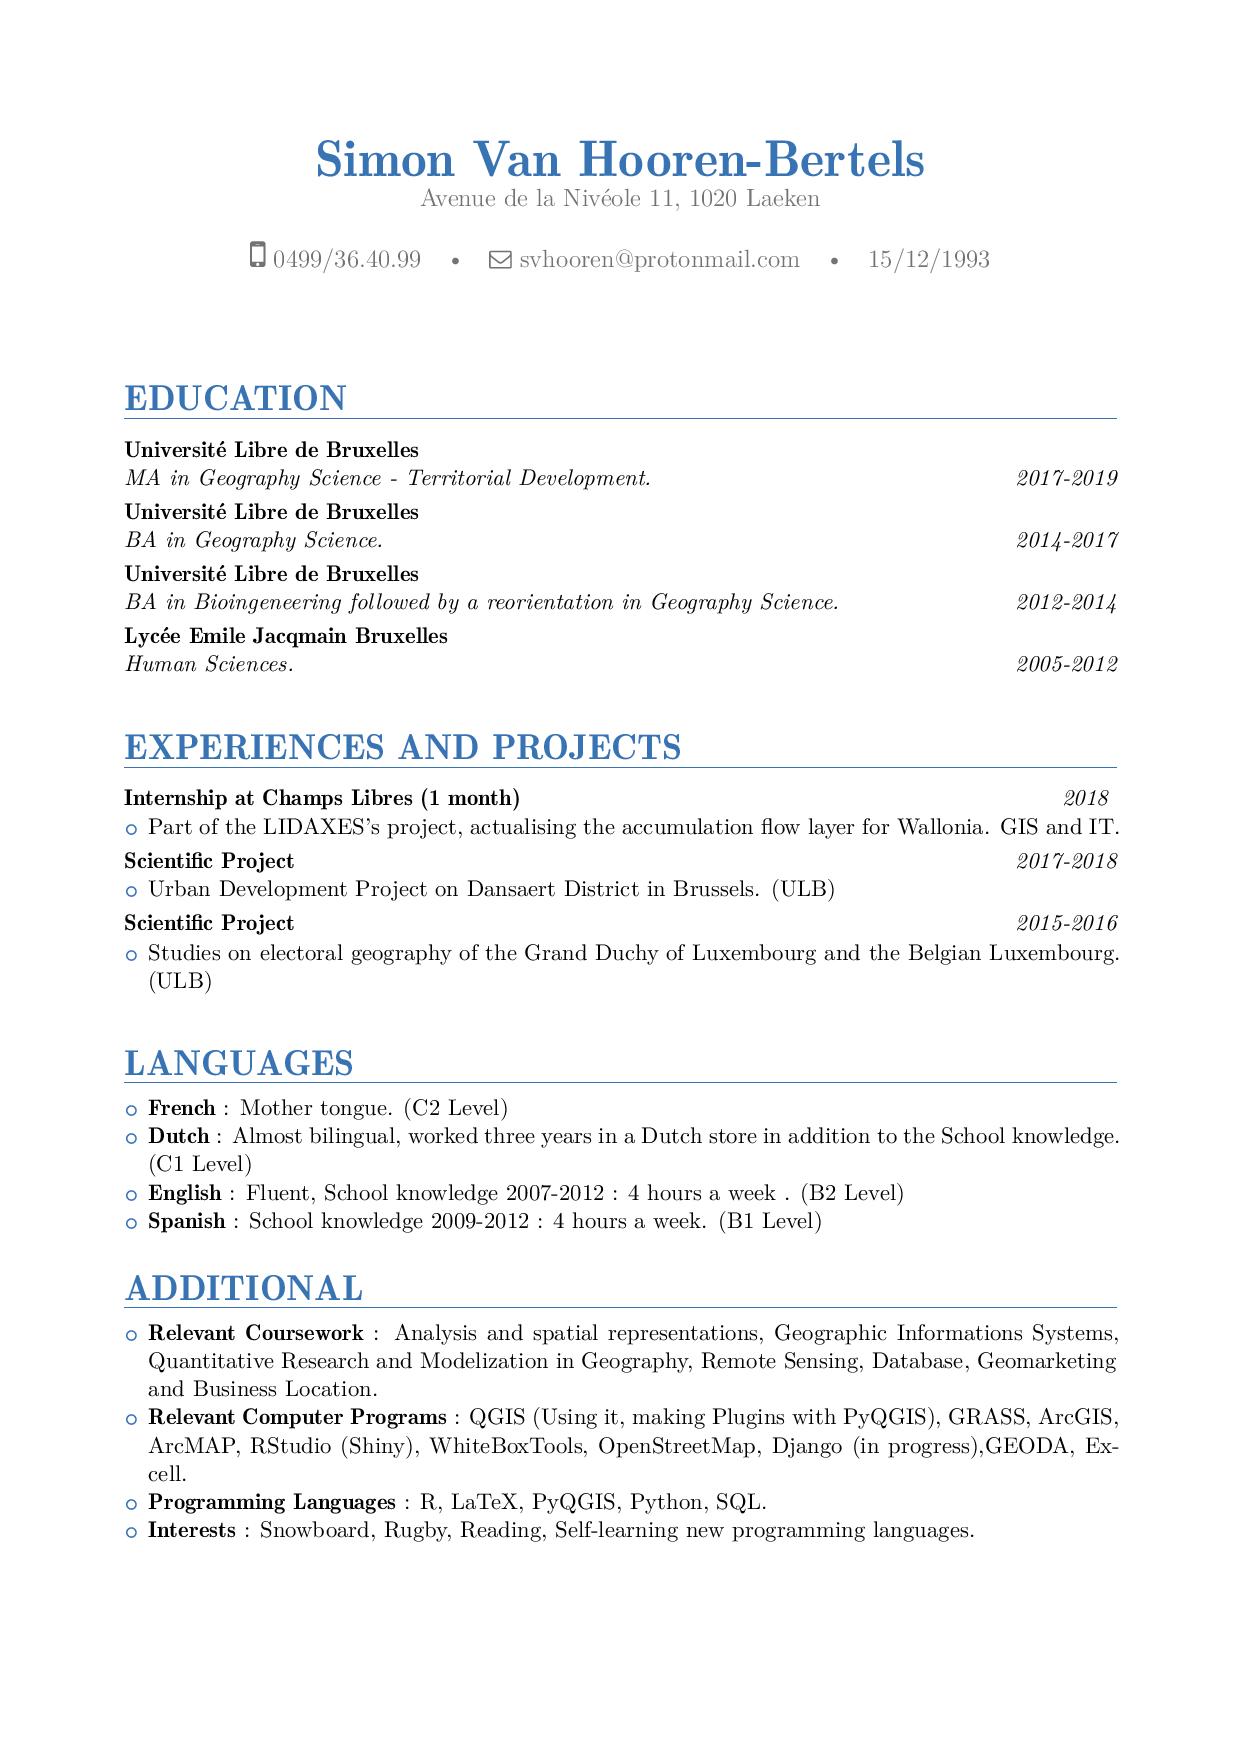 Simon Van Hooren-Bertels
Avenue de la Nivéole 11, 1020 Laeken
0499/36.40.99 • svhooren@protonmail.com • 15/12/1993
EDUCATION
Université Libre de Bruxelles
MA in Geography Science - Territorial Development. 2017-2019
Université Libre de Bruxelles
BA in Geography Science. 2014-2017
Université Libre de Bruxelles
BA in Bioingeneering followed by a reorientation in Geography Science. 2012-2014
Lycée Emile Jacqmain Bruxelles
Human Sciences. 2005-2012
EXPERIENCES AND PROJECTS
Internship at Champs Libres (1 month) 2018
Part of the LIDAXES's project, actualising the accumulation flow layer for Wallonia. GIS and IT.
Scientific Project 2017-2018
Urban Development Project on Dansaert District in Brussels. (ULB)
Scientific Project 2015-2016
Studies on electoral geography of the Grand Duchy of Luxembourg and the Belgian Luxembourg.
(ULB)
LANGUAGES
French : Mother tongue. (C2 Level)
Dutch : Almost bilingual, worked three years in a Dutch store in addition to the School knowledge.
(C1 Level)
English : Fluent, School knowledge 2007-2012 : 4 hours a week . (B2 Level)
Spanish : School knowledge 2009-2012 : 4 hours a week. (B1 Level)
ADDITIONAL
Relevant Coursework : Analysis and spatial representations, Geographic Informations Systems,
Quantitative Research and Modelization in Geography, Remote Sensing, Database, Geomarketing
and Business Location.
Relevant Computer Programs : QGIS (Using it, making Plugins with PyQGIS), GRASS, ArcGIS,
ArcMAP, RStudio (Shiny), WhiteBoxTools, OpenStreetMap, Django (in progress),GEODA, Ex-
cell.
Programming Languages : R, LaTeX, PyQGIS, Python, SQL.
Interests : Snowboard, Rugby, Reading, Self-learning new programming languages.